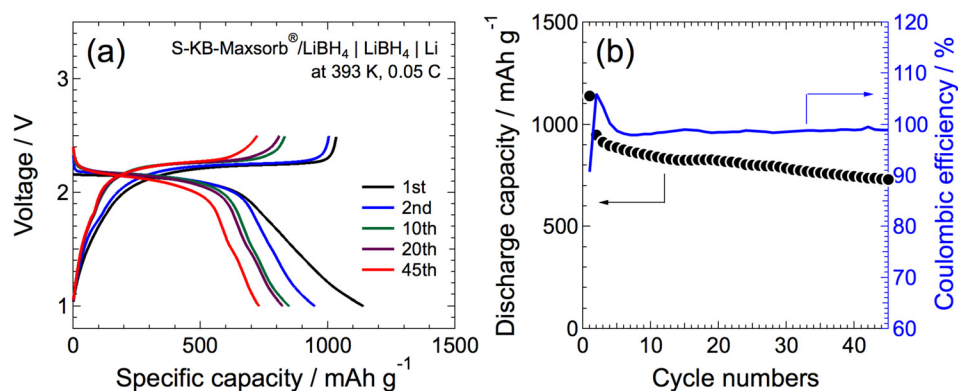 (a)
S-KB-Maxsorb®/LiBH4 | LiBH4 | Li
at 393 K, 0.05 C
3
2
1
Voltage / V
1st
2nd
10th
20th
45th
0
500
1000
1500
Specific capacity / mAh g-1
(b)
1500
1000
500
0
Discharge capacity / mAh g-1
120
110
100
90
80
70
60
Coulombic efficiency / %
0
10
20
30
40
Cycle numbers